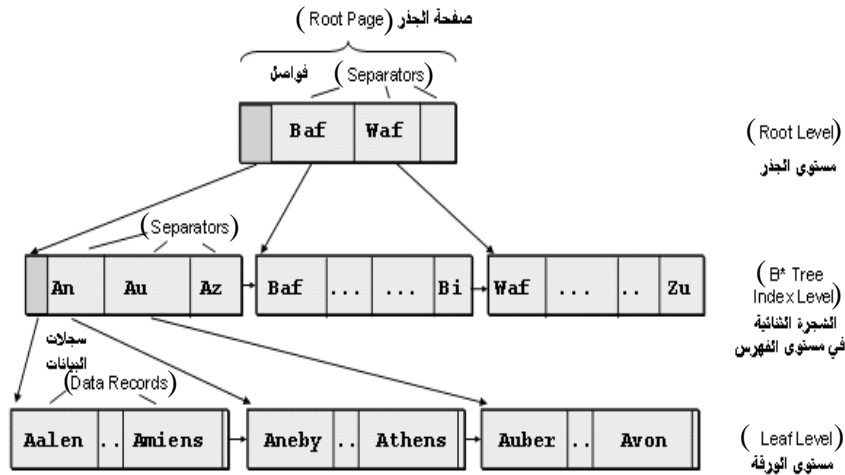 صفحة الجذر (Root Page)
فواصل (Separators)
Baf Waf
(Root Level)
مستوى الجذر
(Separators)
An Au Az
Baf ... ... Bi
Waf ... .. Zu
(B* Tree
Index Level)
الشجرة الثنائية
في مستوى الفهرس
سجلات
البيانات
(Data Records)
Aalen .. Amiens
Aneby .. Athens
Auber .. Avon
(Leaf Level)
مستوى الورقة